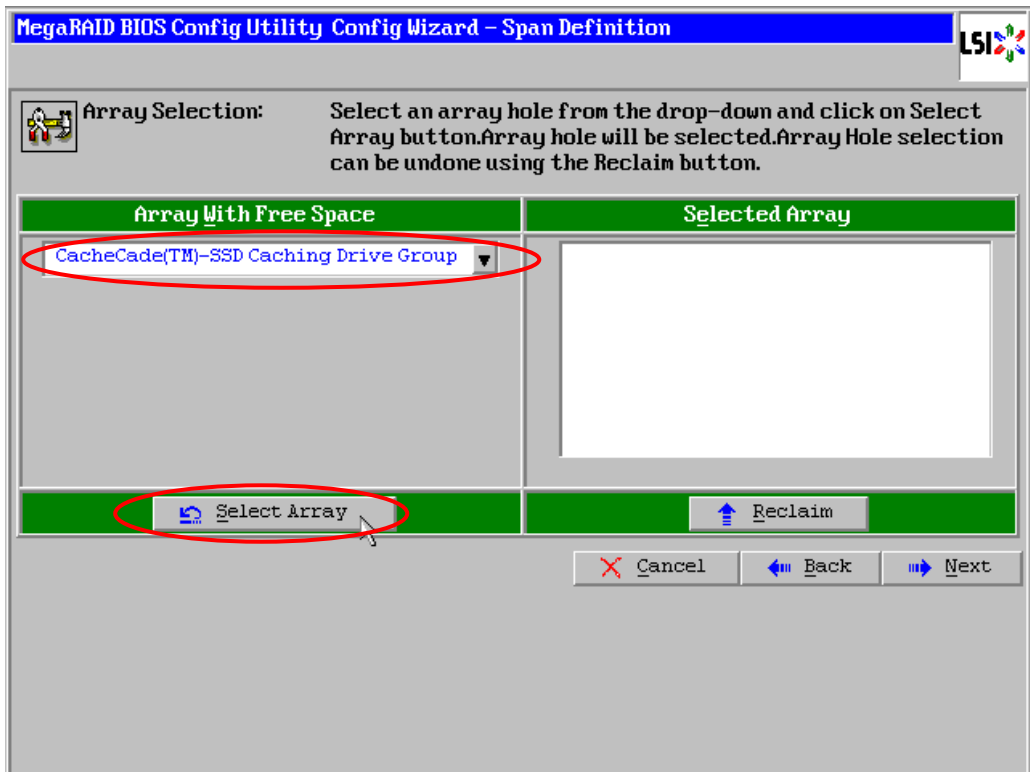 MegaRAID BIOS Config Utility Config Wizard – Span Definition
LSI
Array Selection:
Select an array hole from the drop-down and click on Select
Array button.Array hole will be selected.Array Hole selection
can be undone using the Reclaim button.
Array With Free Space
Selected Array
CacheCade(TM)-SSD Caching Drive Group
Select Array
Reclaim
Cancel
Back
Next